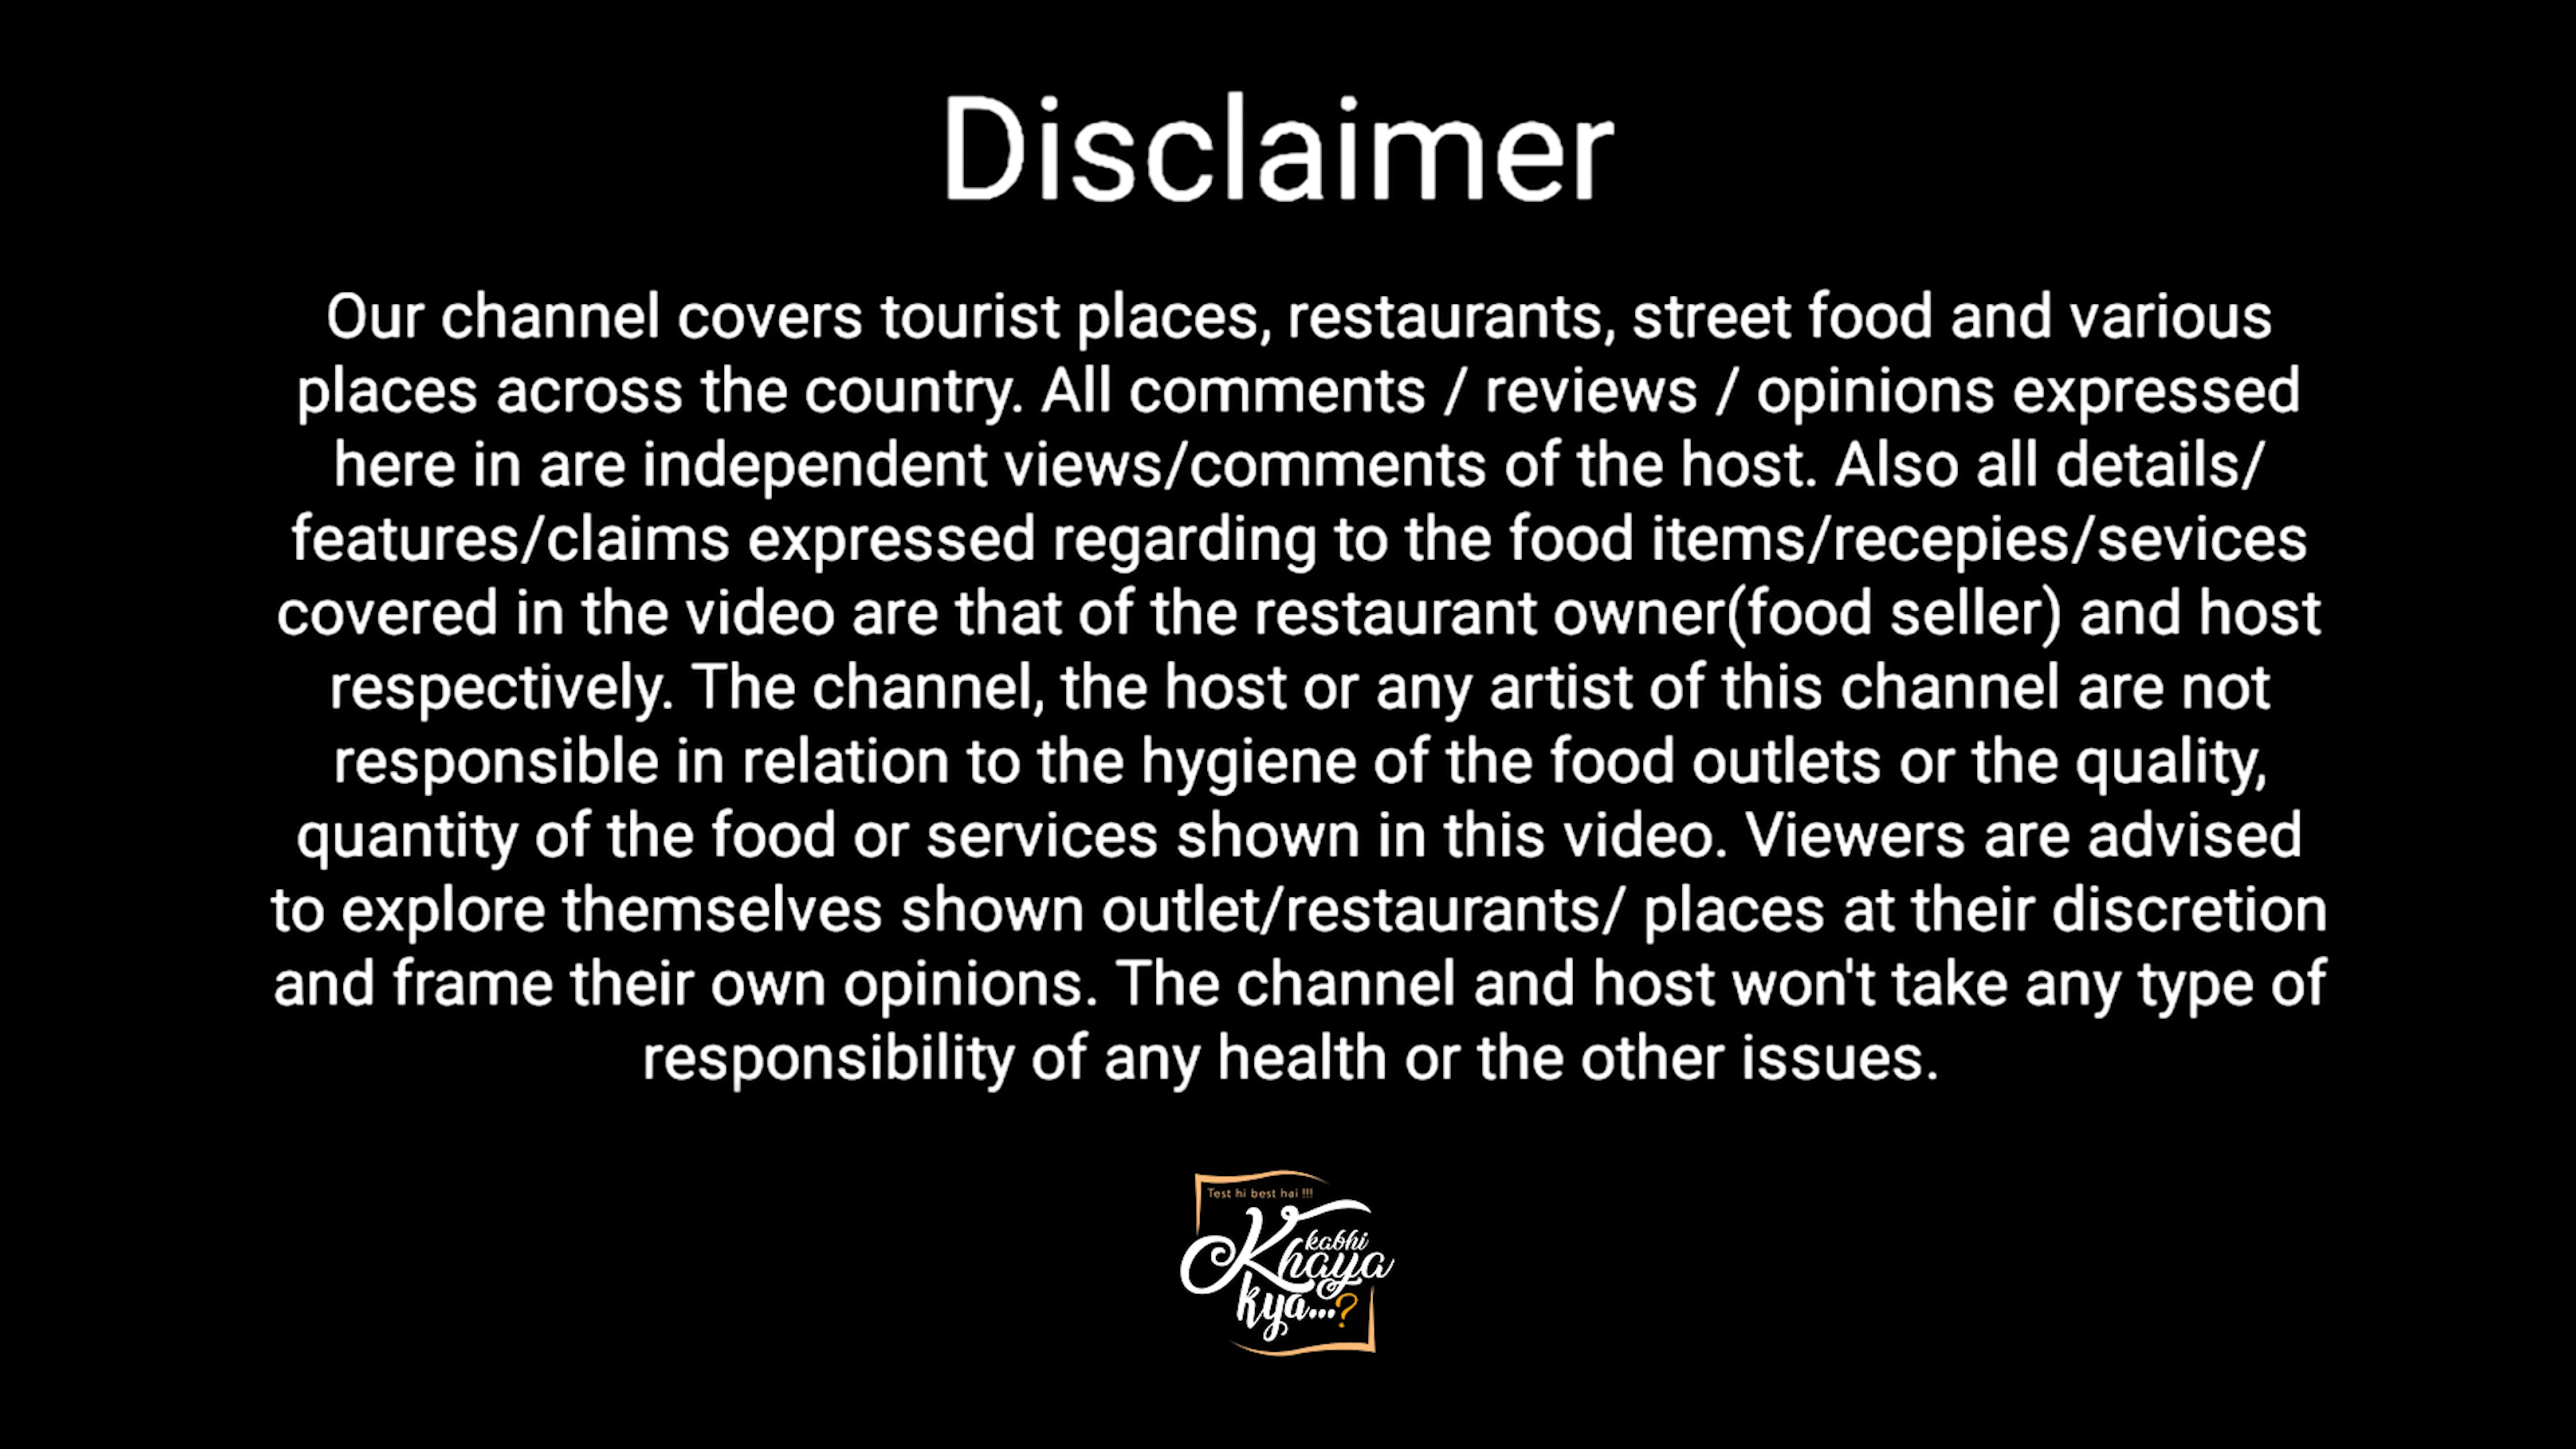 Disclaimer
Our channel covers tourist places, restaurants, street food and various
places across the country. All comments / reviews / opinions expressed
here in are independent views/comments of the host. Also all details/
features/claims expressed regarding to the food items/recepies/sevices
covered in the video are that of the restaurant owner(food seller) and host
respectively. The channel, the host or any artist of this channel are not
responsible in relation to the hygiene of the food outlets or the quality,
quantity of the food or services shown in this video. Viewers are advised
to explore themselves shown outlet/restaurants/ places at their discretion
and frame their own opinions. The channel and host won't take any type of
responsibility of any health or the other issues.
Test hi best hai !!!
kabhi
Khaya
kya...?